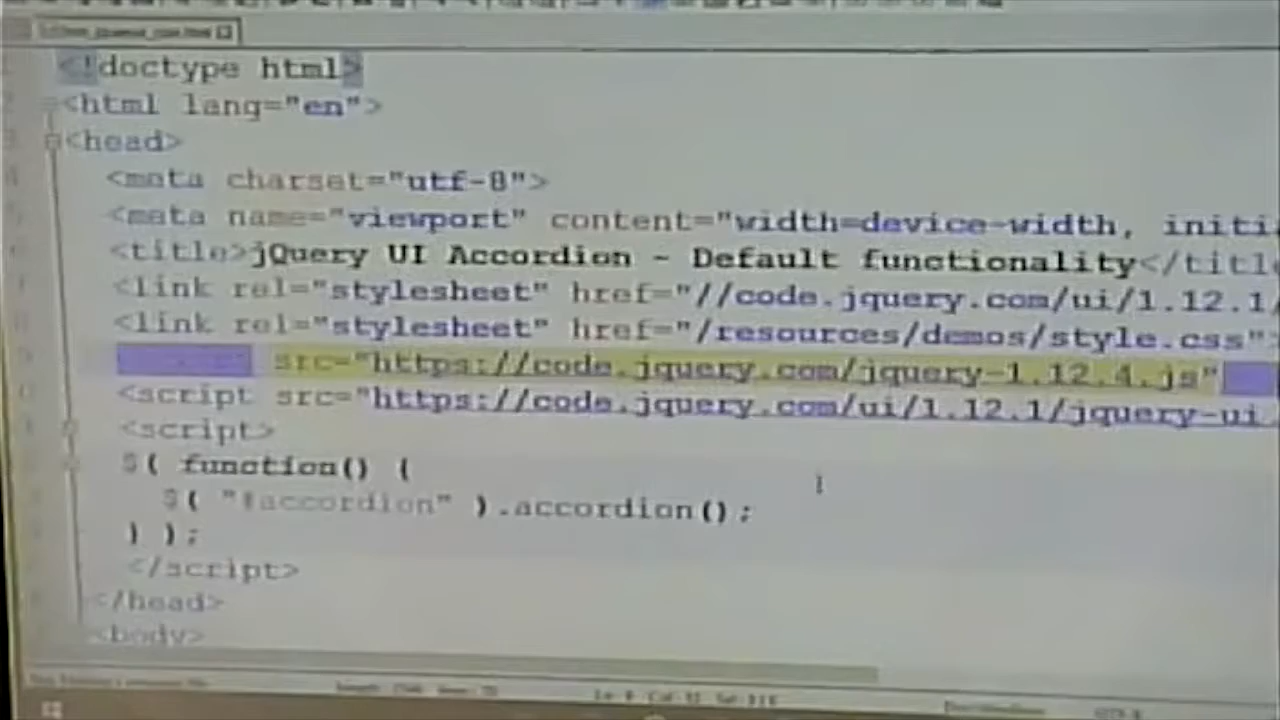 <!doctype html>
<html lang="en">
<head>
<meta charset="utf-8">
<meta name="viewport" content="width=device-width, initi
<title>jQuery UI Accordion - Default functionality</titl
<link rel="stylesheet" href="//code.jquery.com/ui/1.12.1/
<link rel="stylesheet" href="/resources/demos/style.css">
src="https://code.jquery.com/jquery-1.12.4.js"
<script src="https://code.jquery.com/ui/1.12.1/jquery-ui.
<script>
$( function() {
$( "#accordion" ).accordion();
} );
</script>
</head>
<body>